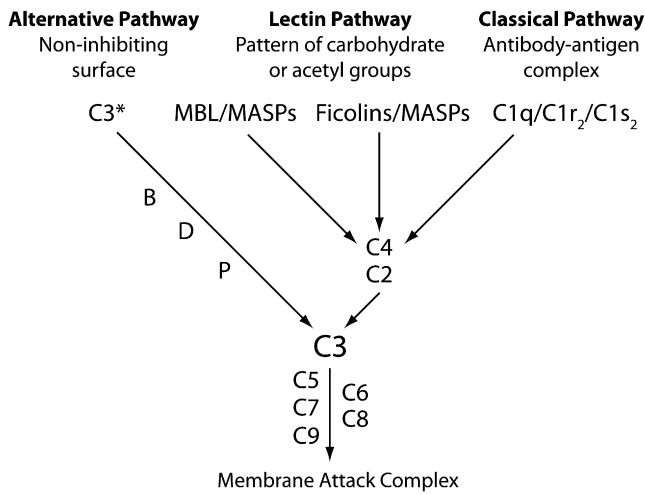 Alternative Pathway
Non-inhibiting
surface
Lectin Pathway
Pattern of carbohydrate
or acetyl groups
Classical Pathway
Antibody-antigen
complex
C3*
MBL/MASPs
Ficolins/MASPs
C1q/C1r₂/C1s₂
B
D
P
C4
C2
C3
C5
C6
C7
C8
C9
Membrane Attack Complex